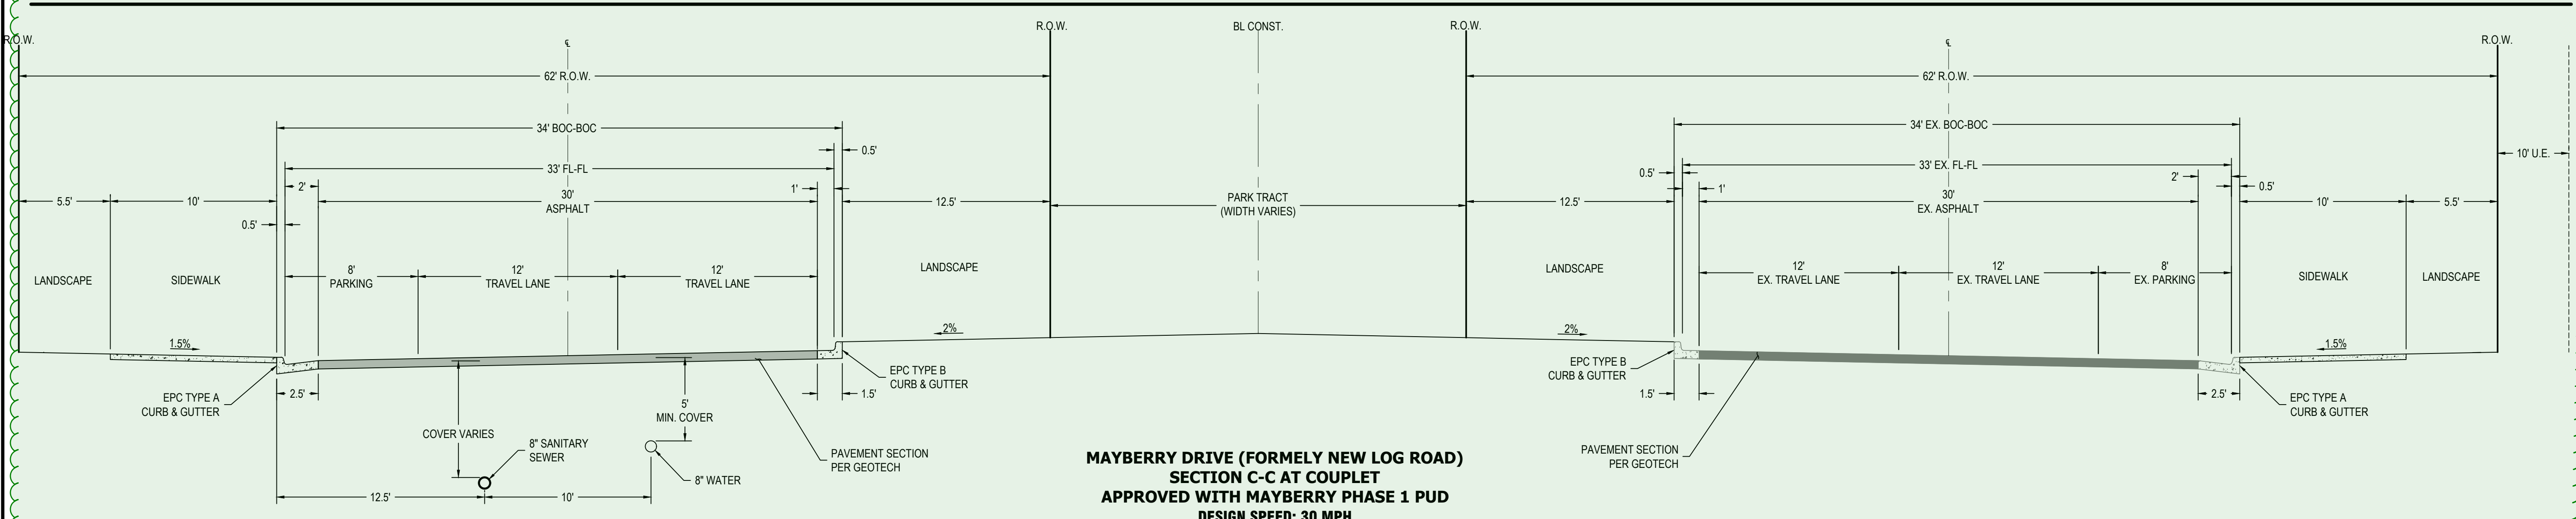 R.O.W.
R.O.W.
BL CONST.
R.O.W.
R.O.W.
℄
℄
62' R.O.W.
62' R.O.W.
34' BOC-BOC
34' EX. BOC-BOC
0.5'
10' U.E.
33' FL-FL
33' EX. FL-FL
0.5'
2'
1'
1'
2'
0.5'
30'
ASPHALT
30'
EX. ASPHALT
5.5'
10'
12.5'
PARK TRACT
(WIDTH VARIES)
12.5'
10'
5.5'
0.5'
LANDSCAPE
SIDEWALK
8'
PARKING
12'
TRAVEL LANE
12'
TRAVEL LANE
LANDSCAPE
LANDSCAPE
12'
EX. TRAVEL LANE
12'
EX. TRAVEL LANE
8'
EX. PARKING
SIDEWALK
LANDSCAPE
2%
2%
1.5%
1.5%
EPC TYPE A
CURB & GUTTER
2.5'
EPC TYPE B
CURB & GUTTER
1.5'
EPC TYPE B
CURB & GUTTER
1.5'
2.5'
EPC TYPE A
CURB & GUTTER
5'
MIN. COVER
COVER VARIES
8" SANITARY
SEWER
8" WATER
PAVEMENT SECTION
PER GEOTECH
PAVEMENT SECTION
PER GEOTECH
12.5'
10'
MAYBERRY DRIVE (FORMELY NEW LOG ROAD)
SECTION C-C AT COUPLET
APPROVED WITH MAYBERRY PHASE 1 PUD
DESIGN SPEED: 30 MPH